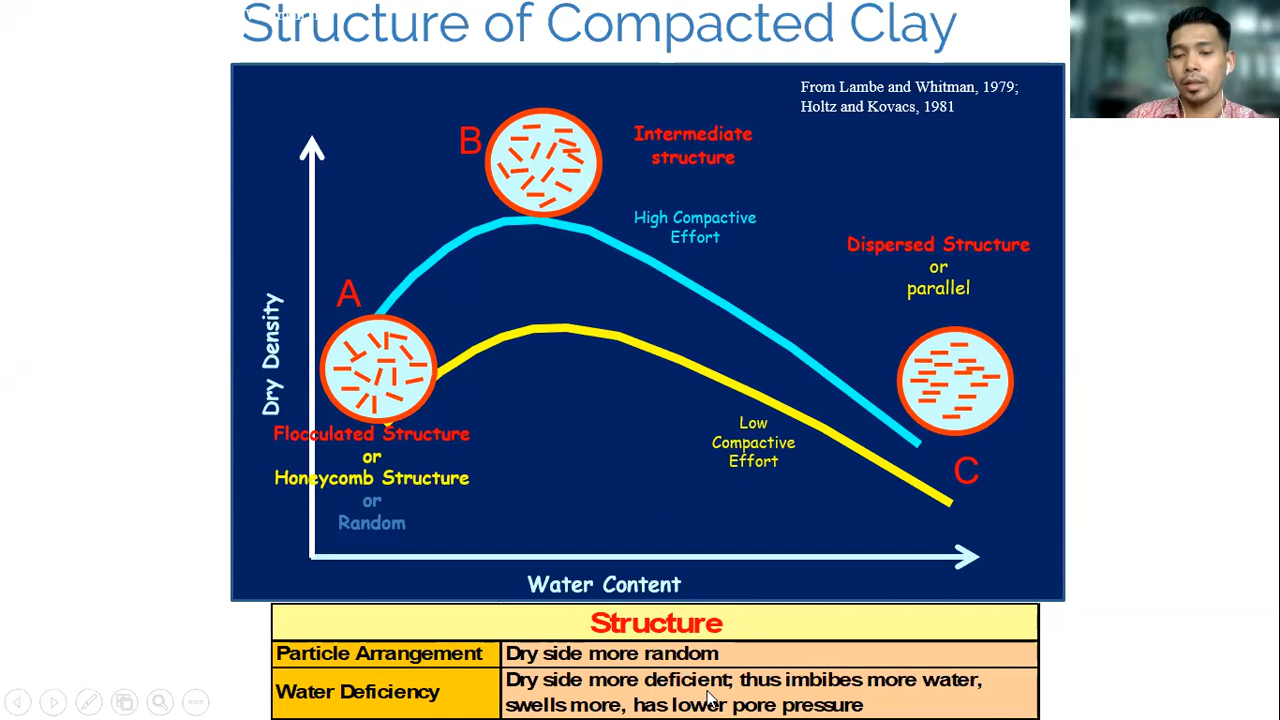 Structure of Compacted Clay
From Lambe and Whitman, 1979;
Holtz and Kovacs, 1981
B
Intermediate
structure
High Compactive
Effort
Dispersed Structure
or
parallel
A
Dry Density
Flocculated Structure
or
Honeycomb Structure
or
Random
Low
Compactive
Effort
C
Water Content
Structure
Particle Arrangement
Dry side more random
Water Deficiency
Dry side more deficient; thus imbibes more water,
swells more, has lower pore pressure